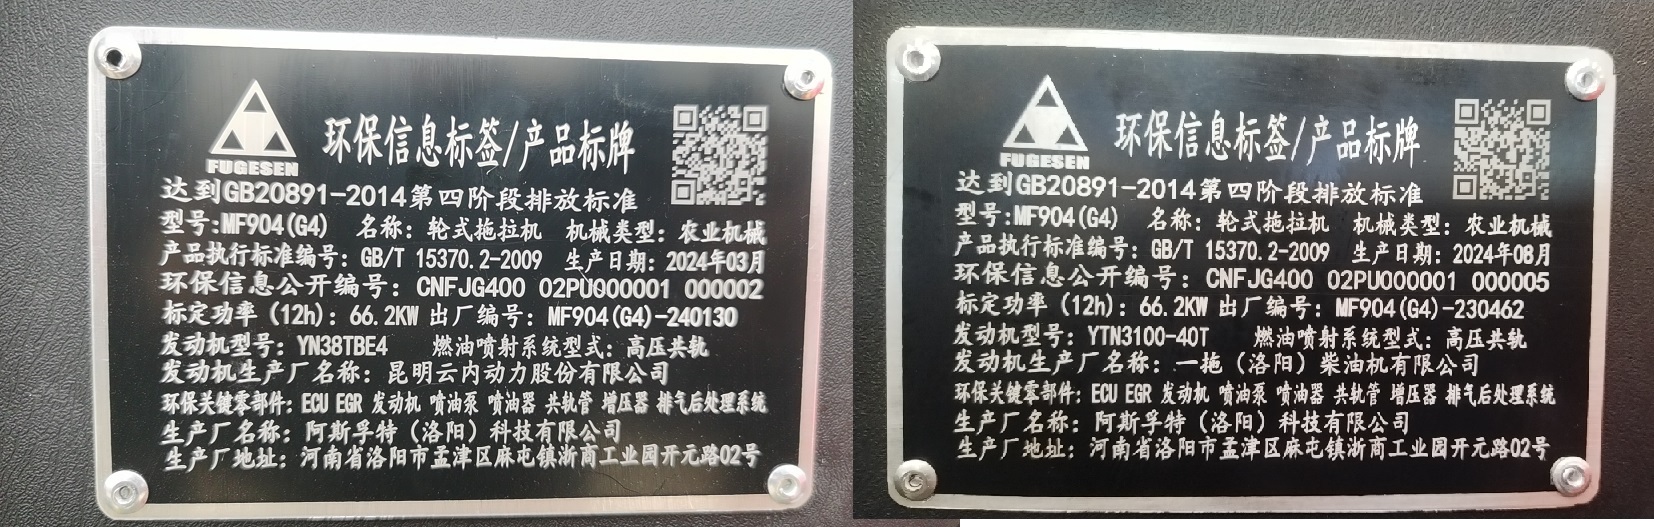 FUGESEN
环保信息标签/产品标牌
达到GB20891-2014第四阶段排放标准
型号:MF904(G4) 名称: 轮式拖拉机 机械类型: 农业机械
产品执行标准编号: GB/T 15370.2-2009 生产日期: 2024年03月
环保信息公开编号: CNFJG400 02PU000001 000002
标定功率 (12h): 66.2KW 出厂编号: MF904(G4)-240130
发动机型号: YN38TBE4 燃油喷射系统型式: 高压共轨
发动机生产厂名称: 昆明云内动力股份有限公司
环保关键零部件: ECU EGR 发动机 喷油泵 喷油器 共轨管 增压器 排气后处理系统
生产厂名称: 阿斯孚特 (洛阳) 科技有限公司
生产厂地址: 河南省洛阳市孟津区麻屯镇浙商工业园开元路02号
FUGESEN
环保信息标签/产品标牌
达到GB20891-2014第四阶段排放标准
型号:MF904(G4) 名称: 轮式拖拉机 机械类型: 农业机械
产品执行标准编号: GB/T 15370.2-2009 生产日期: 2024年08月
环保信息公开编号: CNFJG400 02PU000001 000005
标定功率 (12h): 66.2KW 出厂编号: MF904(G4)-230462
发动机型号: YTN3100-40T 燃油喷射系统型式: 高压共轨
发动机生产厂名称: 一拖 (洛阳) 柴油机有限公司
环保关键零部件: ECU EGR 发动机 喷油泵 喷油器 共轨管 增压器 排气后处理系统
生产厂名称: 阿斯孚特 (洛阳) 科技有限公司
生产厂地址: 河南省洛阳市孟津区麻屯镇浙商工业园开元路02号